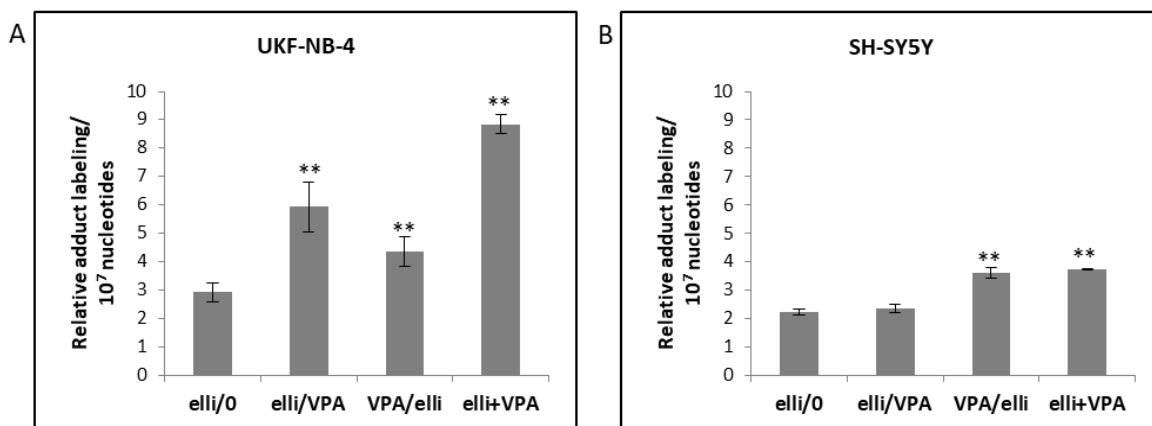 A
UKF-NB-4
Relative adduct labeling/
10⁷ nucleotides
10
9
8
7
6
5
4
3
2
1
0
**
**
**
elli/0
elli/VPA
VPA/elli
elli+VPA
B
SH-SY5Y
Relative adduct labeling/
10⁷ nucleotides
10
9
8
7
6
5
4
3
2
1
0
**
**
elli/0
elli/VPA
VPA/elli
elli+VPA